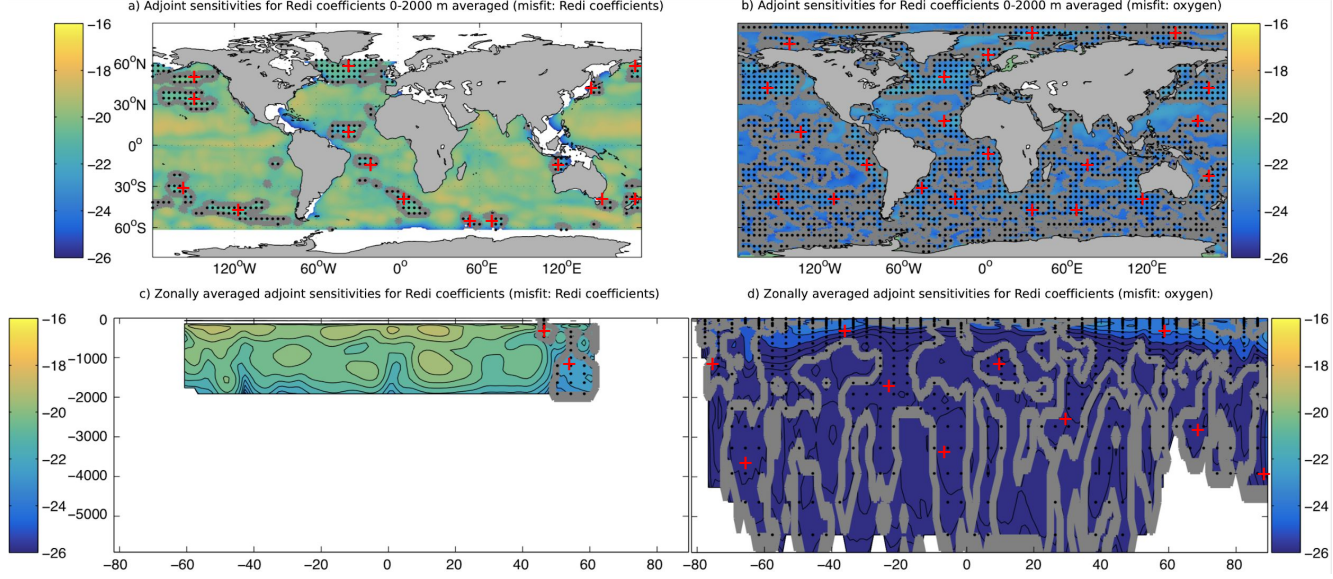 a) Adjoint sensitivities for Redi coefficients 0-2000 m averaged (misfit: Redi coefficients)
−16
−18
−20
−22
−24
−26
60°N
30°N
0°
30°S
60°S
120°W
60°W
0°
60°E
120°E
b) Adjoint sensitivities for Redi coefficients 0-2000 m averaged (misfit: oxygen)
60°N
30°N
0°
30°S
60°S
120°W
60°W
0°
60°E
120°E
−16
−18
−20
−22
−24
−26
c) Zonally averaged adjoint sensitivities for Redi coefficients (misfit: Redi coefficients)
−16
−18
−20
−22
−24
−26
0
−1000
−2000
−3000
−4000
−5000
−80
−60
−40
−20
0
20
40
60
80
d) Zonally averaged adjoint sensitivities for Redi coefficients (misfit: oxygen)
−80
−60
−40
−20
0
20
40
60
80
−16
−18
−20
−22
−24
−26